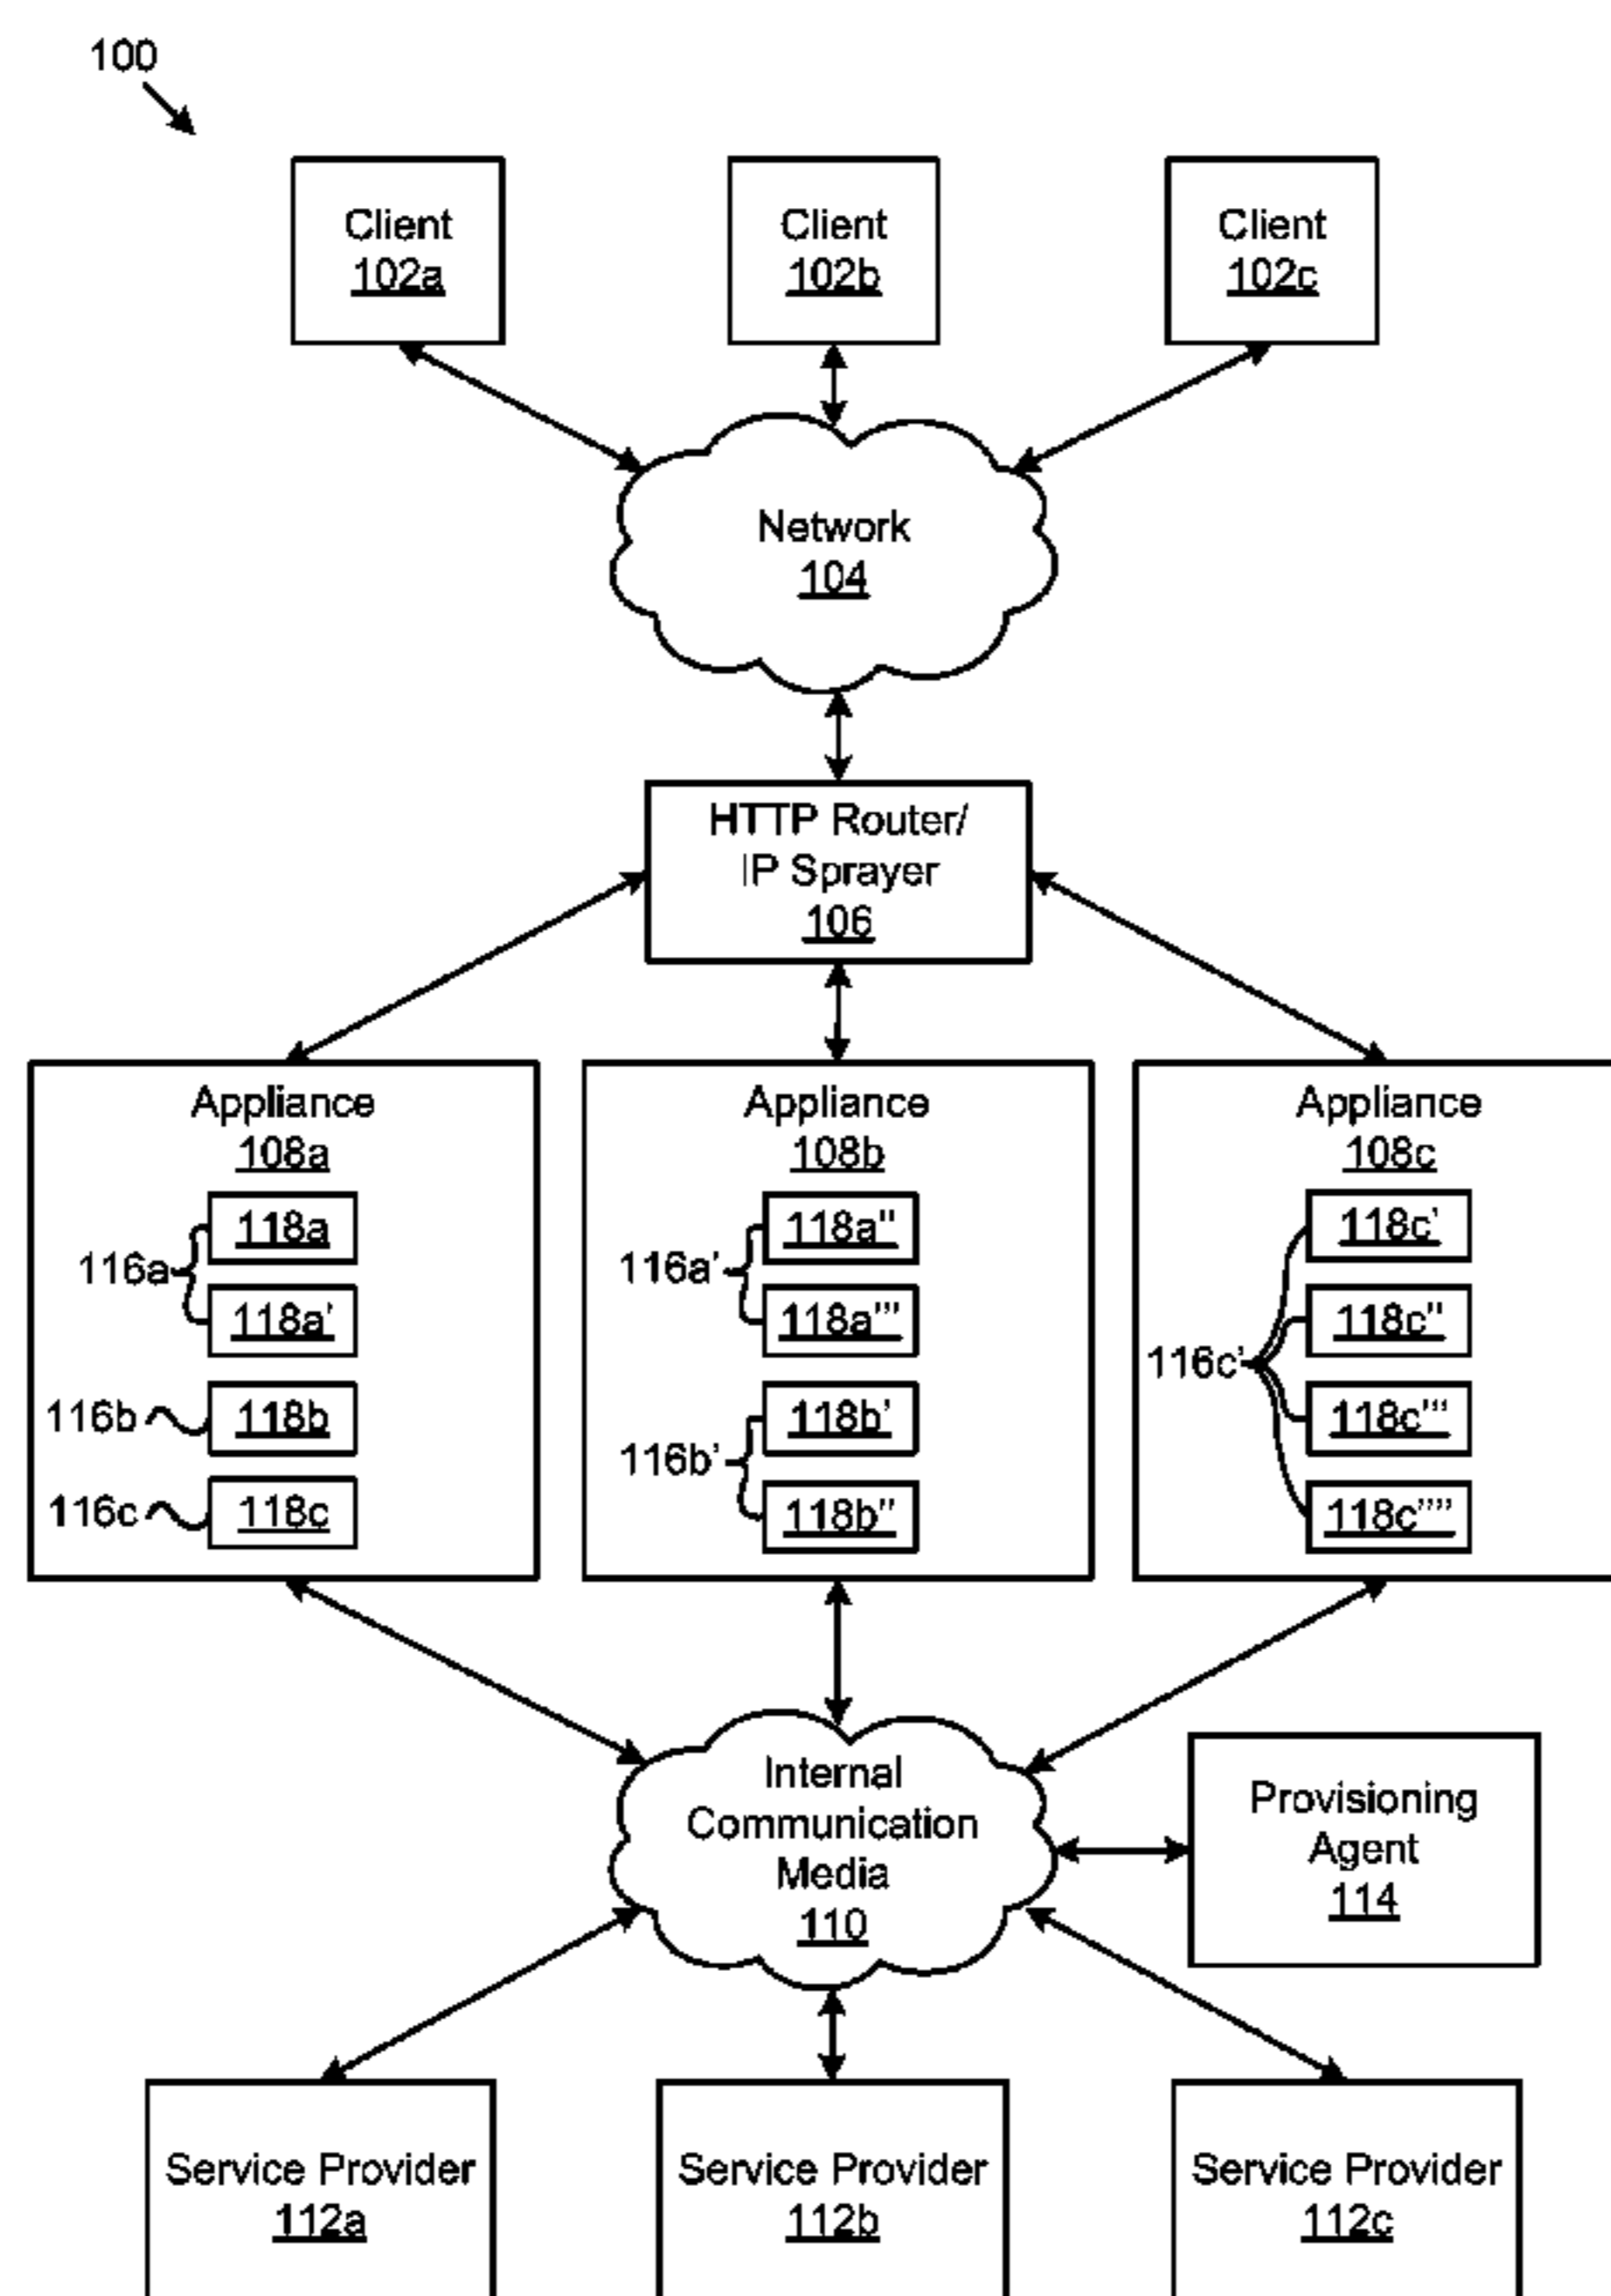 100
Client
102a
Client
102b
Client
102c
Network
104
HTTP Router/
IP Sprayer
106
Appliance
108a
116a
118a
118a'
116b
118b
116c
118c
Appliance
108b
116a'
118a"
118a'"
116b'
118b'
118b"
Appliance
108c
116c'
118c'
118c"
118c'"
118c""
Internal
Communication
Media
110
Provisioning
Agent
114
Service Provider
112a
Service Provider
112b
Service Provider
112c